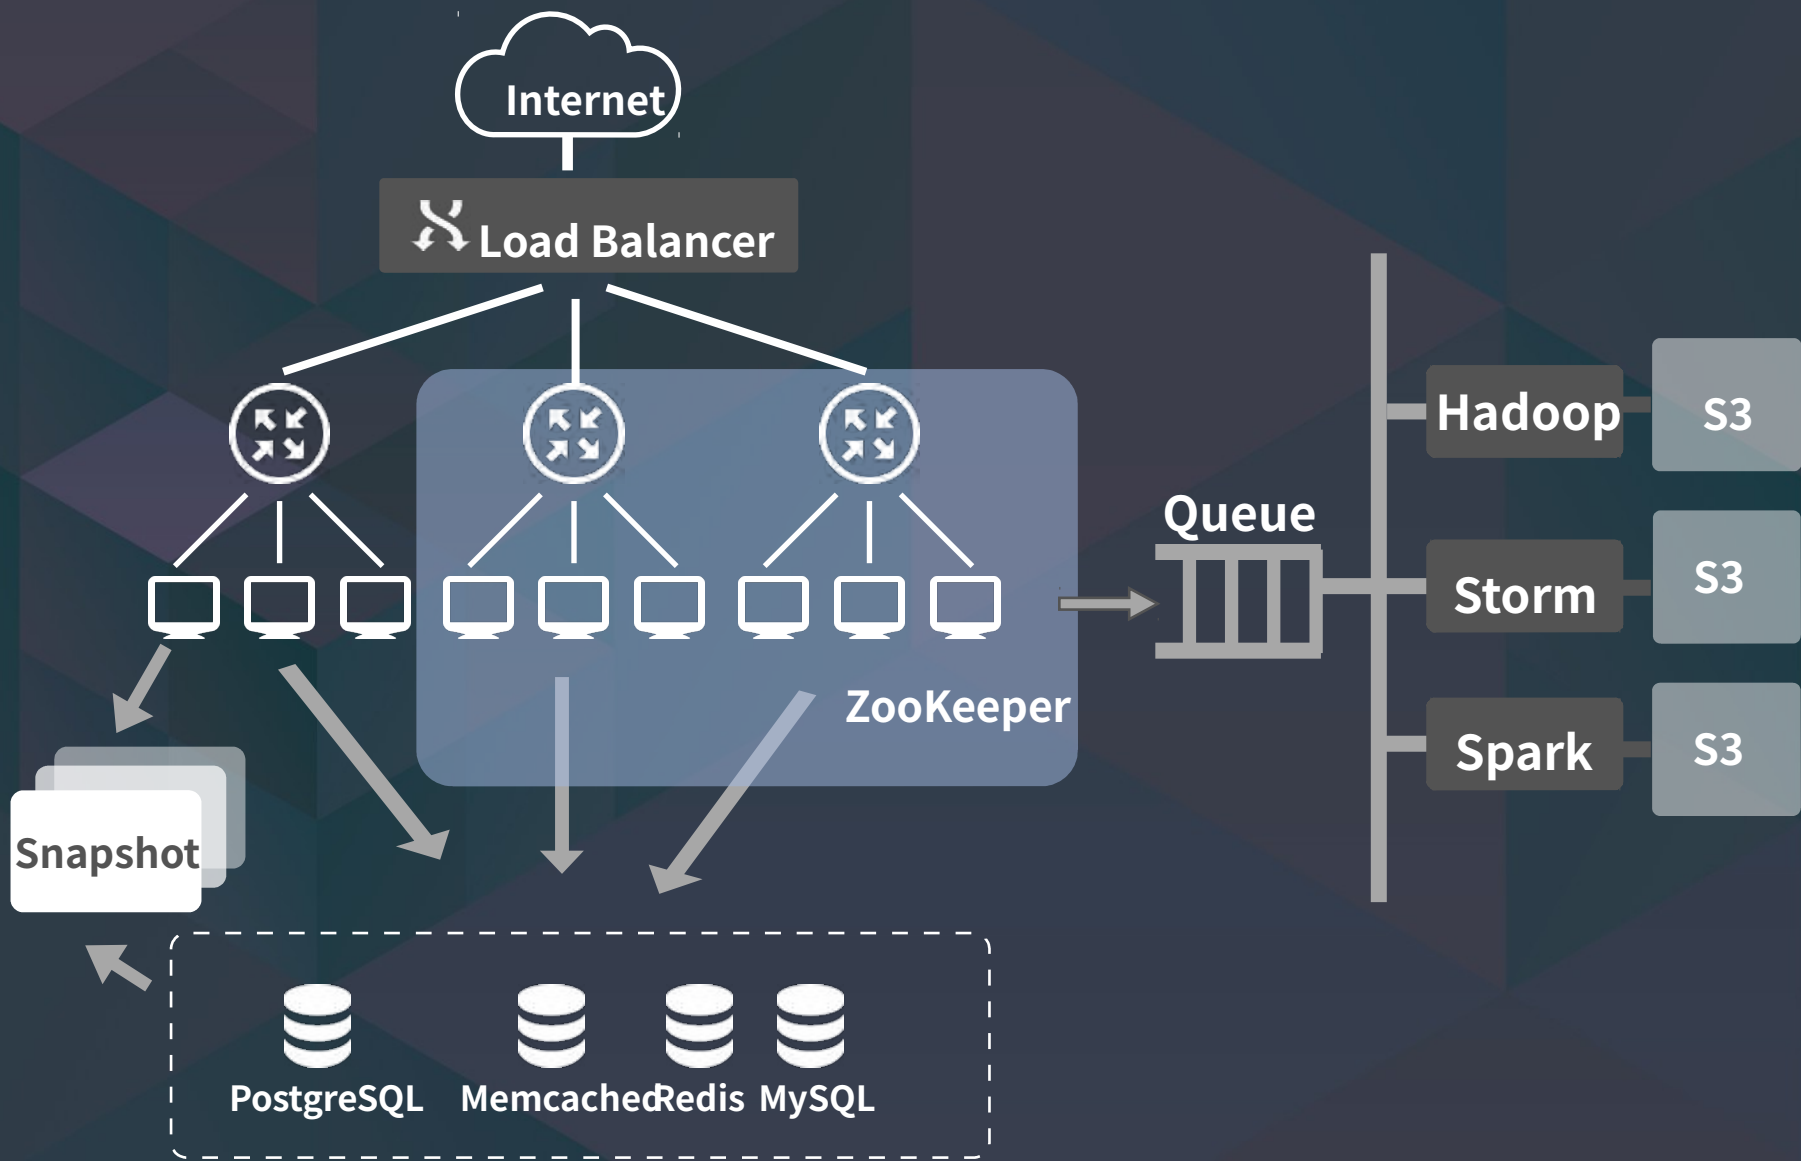 Internet
Load Balancer
Hadoop
S3
Queue
Storm
S3
ZooKeeper
Spark
S3
Snapshot
PostgreSQL
Memcached
Redis
MySQL